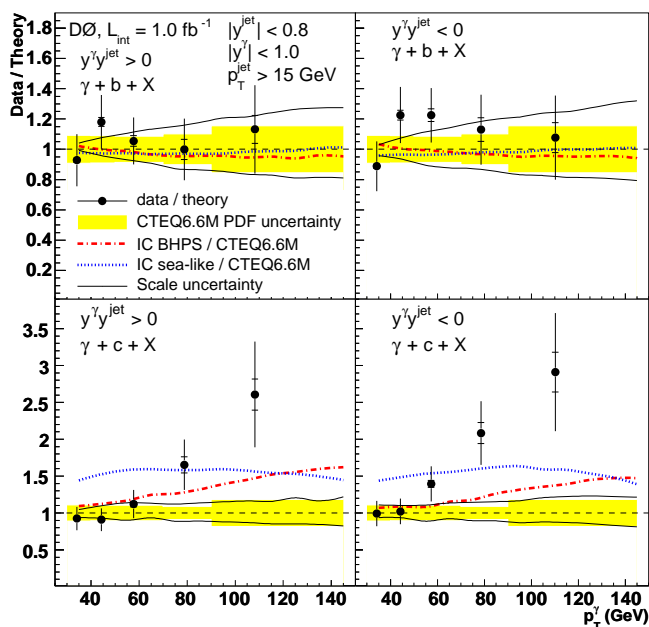 Data / Theory
1.8
1.6
1.4
1.2
1
0.8
0.6
0.4
0.2
DØ, L_int = 1.0 fb⁻¹
y^γ y^jet > 0
γ + b + X
|y^jet| < 0.8
|y^γ| < 1.0
p_T^jet > 15 GeV
data / theory
CTEQ6.6M PDF uncertainty
IC BHPS / CTEQ6.6M
IC sea-like / CTEQ6.6M
Scale uncertainty
y^γ y^jet < 0
γ + b + X
3.5
3
2.5
2
1.5
1
0.5
y^γ y^jet > 0
γ + c + X
y^γ y^jet < 0
γ + c + X
40 60 80 100 120 140
40 60 80 100 120 140
p_T^γ (GeV)